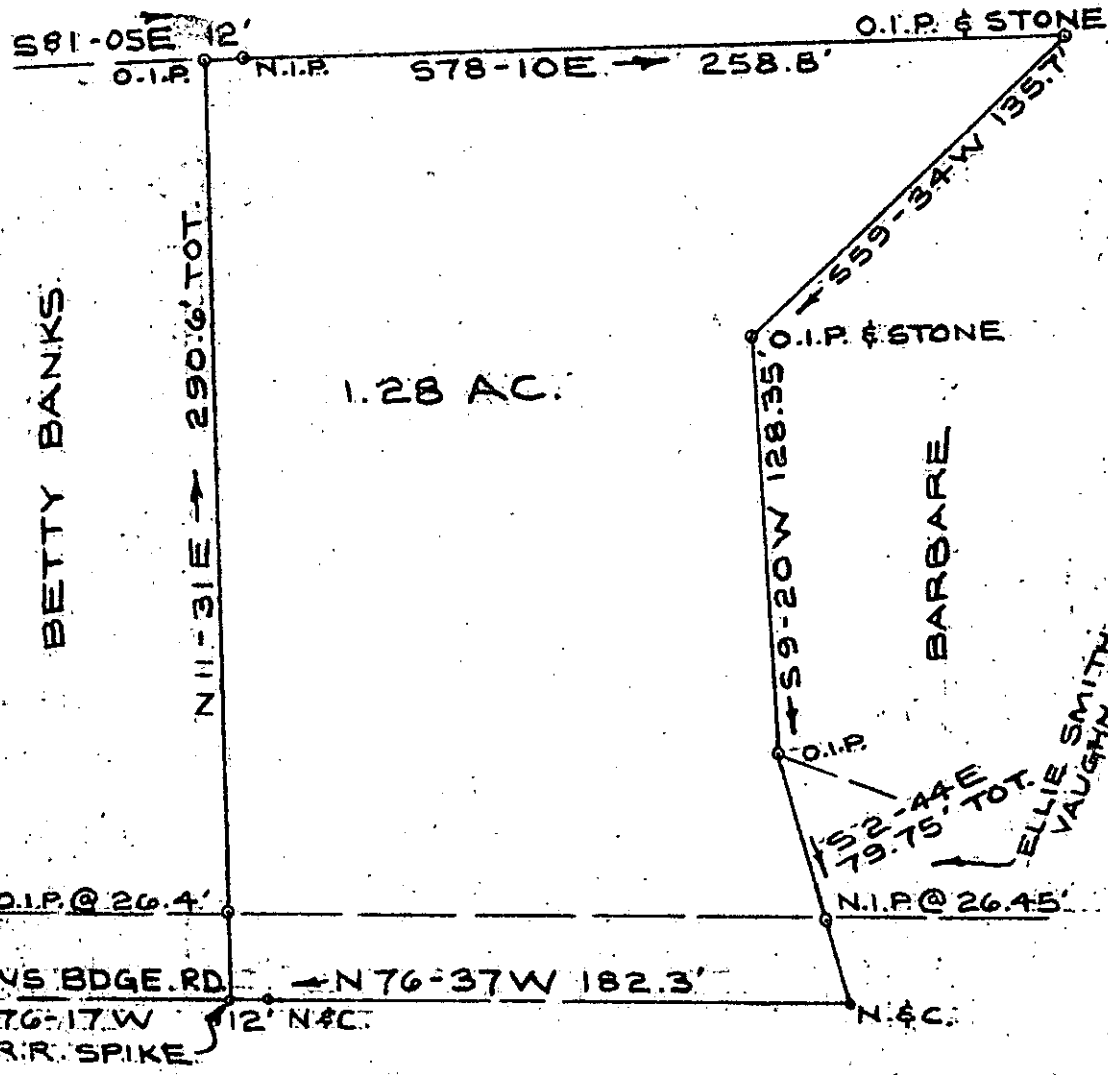 S81-05E 12'
O.I.P. & STONE
O.I.P.
N.I.P.
S78-10E 258.8'
S59-34W 135.7'
O.I.P. & STONE
290.6' TOT.
N11-31E
BETTY BANKS
1.28 AC.
S9-20W 128.35'
BARBARE
O.I.P.
S2-44E
79.75' TOT.
ELLIE SMITH
VAUGHN
O.I.P. @ 26.4'
N.I.P. @ 26.45'
NS BDGE. RD.
N76-37W 182.3'
76-17W
12' N&C.
N.&C.
R.R. SPIKE